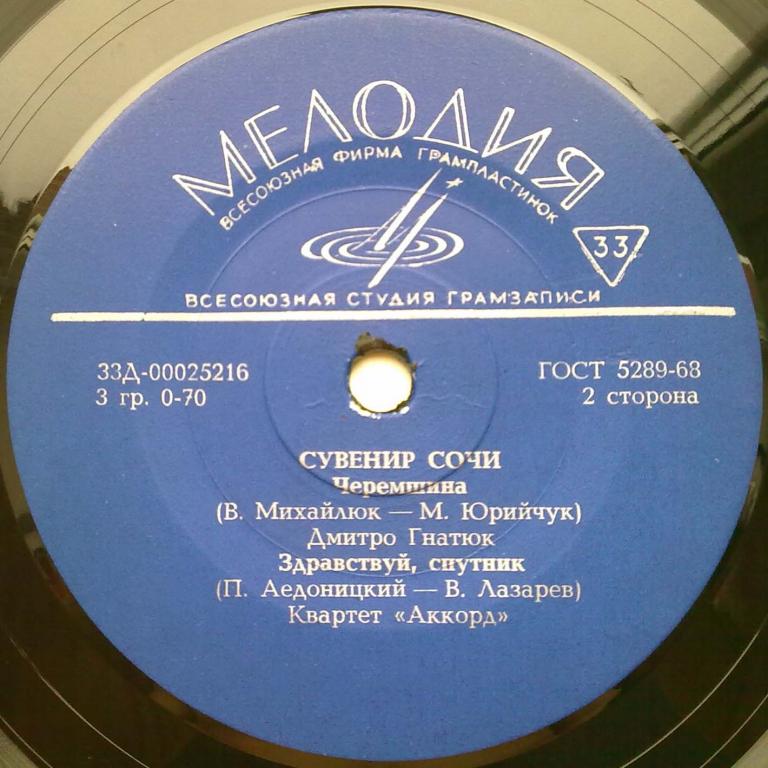 МЕЛОДИЯ
ВСЕСОЮЗНАЯ ФИРМА ГРАМПЛАСТИНОК
33
ВСЕСОЮЗНАЯ СТУДИЯ ГРАМЗАПИСИ
33Д-00025216
ГОСТ 5289-68
3 гр. 0-70
2 сторона
СУВЕНИР СОЧИ
Черемшина
(В. Михайлюк — М. Юрийчук)
Дмитро Гнатюк
Здравствуй, спутник
(П. Аедоницкий — В. Лазарев)
Квартет «Аккорд»